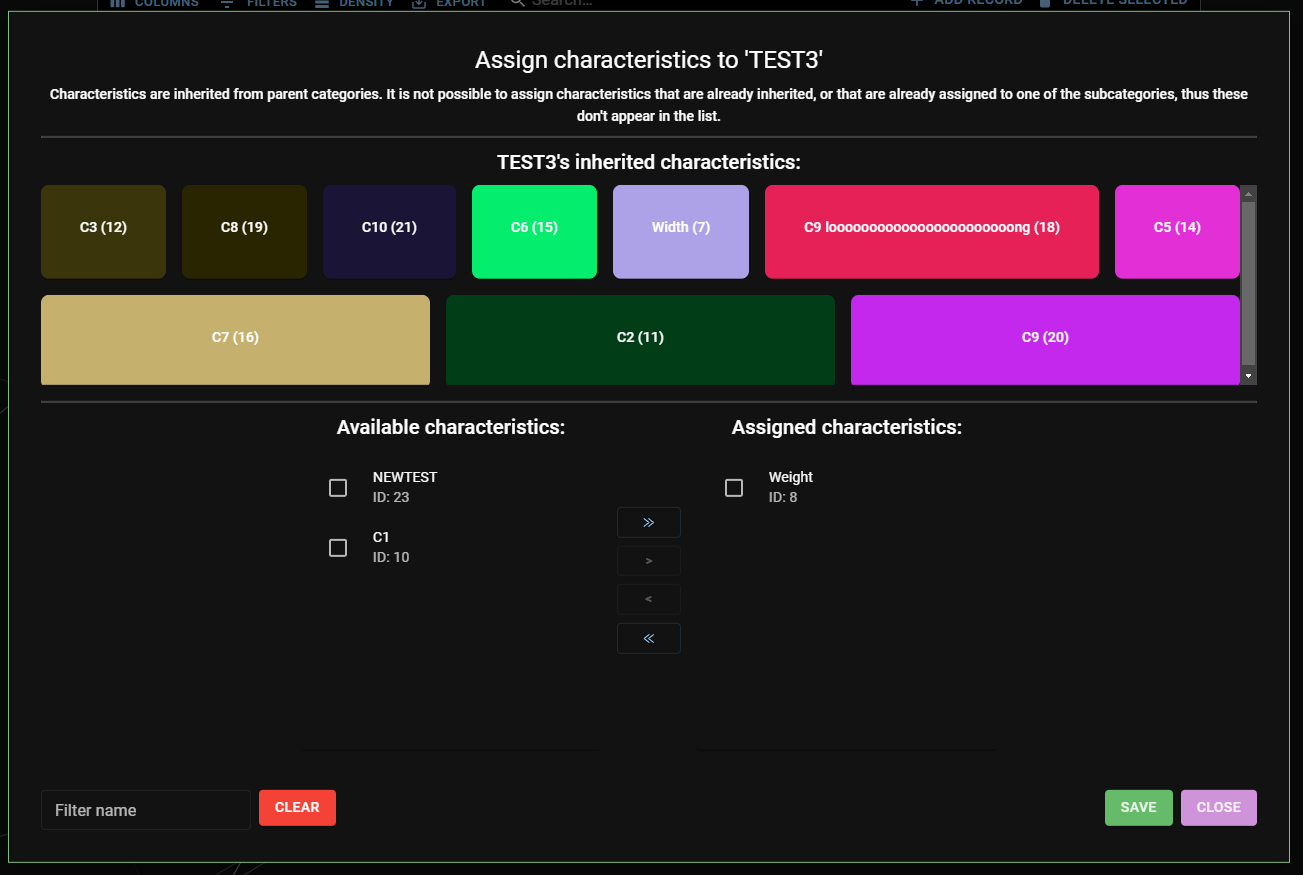 COLUMNS FILTERS DENSITY EXPORT Search... ADD RECORD DELETE SELECTED
Assign characteristics to 'TEST3'
Characteristics are inherited from parent categories. It is not possible to assign characteristics that are already inherited, or that are already assigned to one of the subcategories, thus these
don't appear in the list.
TEST3's inherited characteristics:
C3 (12) C8 (19) C10 (21) C6 (15) Width (7) C9 looooooooooooooooooooooong (18) C5 (14)
C7 (16) C2 (11) C9 (20)
Available characteristics: Assigned characteristics:
NEWTEST Weight
ID: 23 ID: 8
C1
ID: 10
Filter name CLEAR SAVE CLOSE